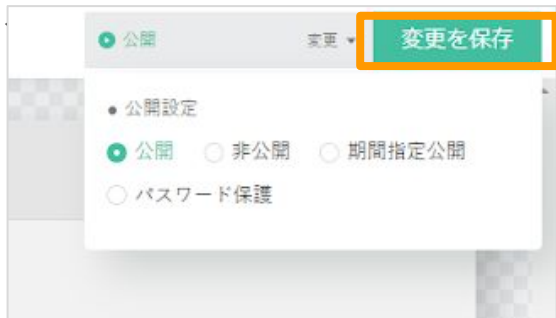 公開 変更 変更を保存
公開設定
公開 非公開 期間指定公開
パスワード保護